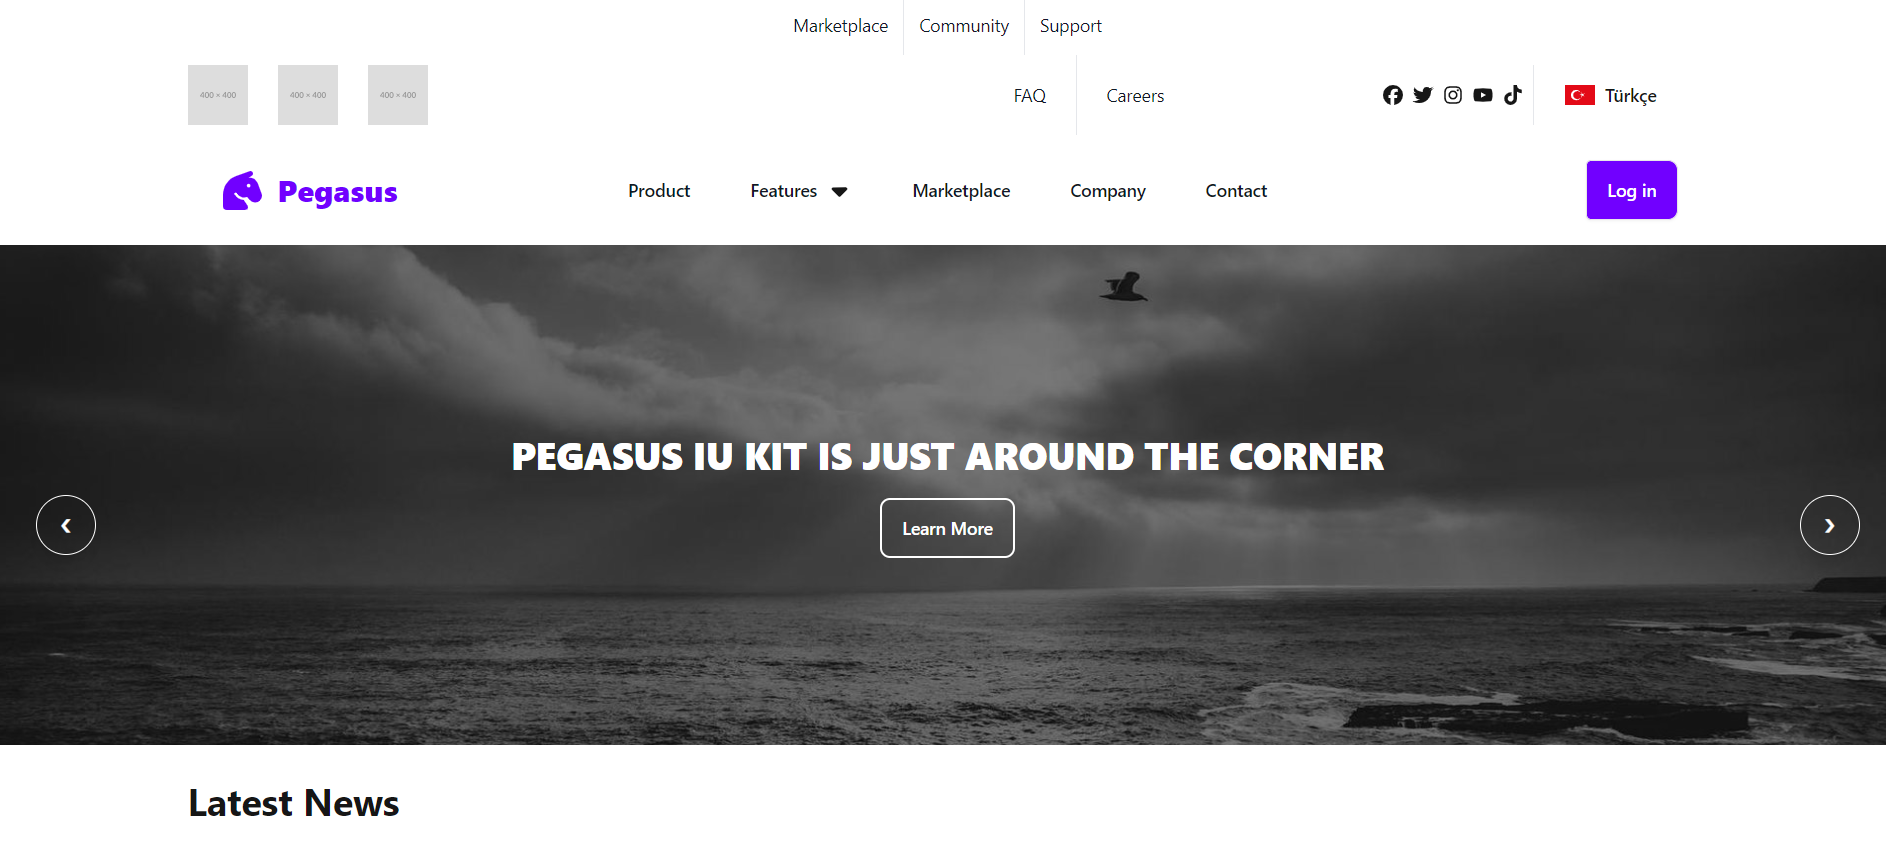 Marketplace Community Support
400 × 400 400 × 400 400 × 400 FAQ Careers Türkçe
Pegasus Product Features Marketplace Company Contact Log in
PEGASUS IU KIT IS JUST AROUND THE CORNER
Learn More
Latest News